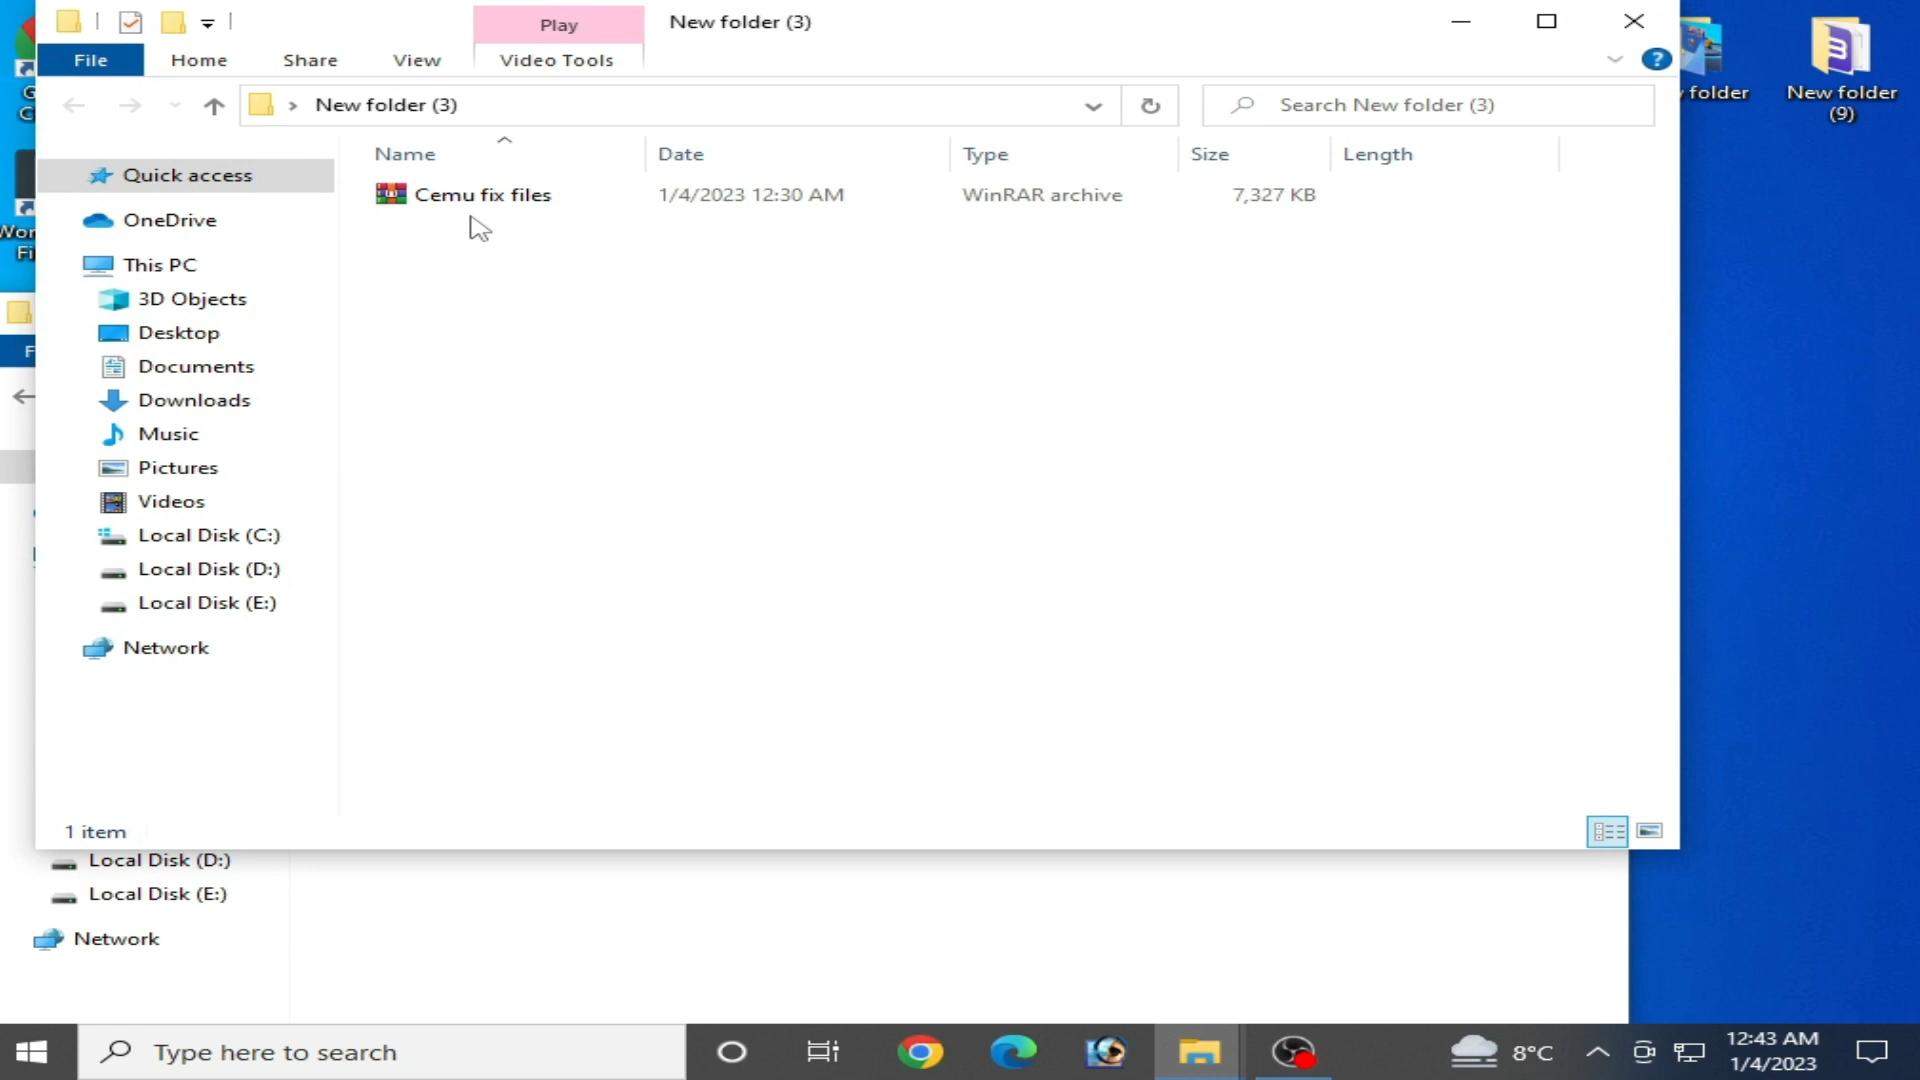 Play
New folder (3)
File
Home
Share
View
Video Tools
New folder (3)
Search New folder (3)
Name
Date
Type
Size
Length
Quick access
Cemu fix files
1/4/2023 12:30 AM
WinRAR archive
7,327 KB
OneDrive
This PC
3D Objects
Desktop
Documents
Downloads
Music
Pictures
Videos
Local Disk (C:)
Local Disk (D:)
Local Disk (E:)
Network
1 item
Local Disk (D:)
Local Disk (E:)
Network
folder
New folder
(9)
Type here to search
8°C
12:43 AM
1/4/2023